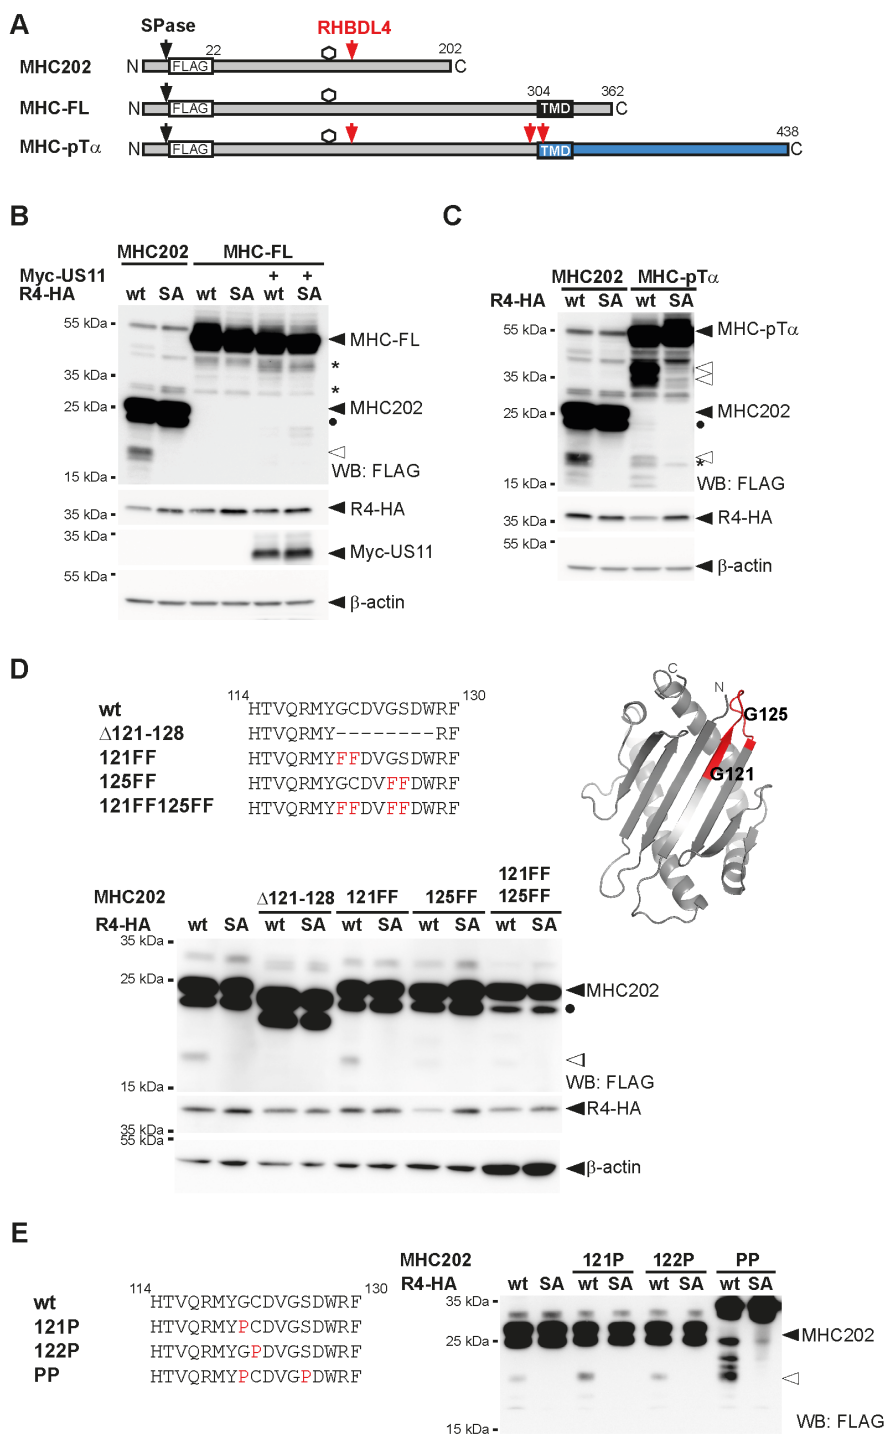 A
SPase
RHBDL4
22
202
MHC202
N
FLAG
C
304
362
MHC-FL
N
FLAG
TMD
C
438
MHC-pTα
N
FLAG
TMD
C
B
MHC202
MHC-FL
Myc-US11
+
+
R4-HA
wt
SA
wt
SA
wt
SA
55 kDa
MHC-FL
*
35 kDa
*
25 kDa
MHC202
15 kDa
WB: FLAG
35 kDa
R4-HA
35 kDa
Myc-US11
55 kDa
β-actin
C
MHC202
MHC-pTα
R4-HA
wt
SA
wt
SA
55 kDa
MHC-pTα
35 kDa
25 kDa
MHC202
*
15 kDa
WB: FLAG
35 kDa
R4-HA
55 kDa
β-actin
D
114
130
wt
HTVQRMYGCDVGSDWRF
Δ121-128
HTVQRMY--------RF
121FF
HTVQRMYFFDVGSDWRF
125FF
HTVQRMYGCDVFFDWRF
121FF125FF
HTVQRMYFFDVFFDWRF
C
N
G125
G121
MHC202
Δ121-128
121FF
125FF
121FF
125FF
R4-HA
wt
SA
wt
SA
wt
SA
wt
SA
wt
SA
35 kDa
25 kDa
MHC202
15 kDa
WB: FLAG
R4-HA
35 kDa
55 kDa
β-actin
E
114
130
wt
HTVQRMYGCDVGSDWRF
121P
HTVQRMYPCDVGSDWRF
122P
HTVQRMYGPDVGSDWRF
PP
HTVQRMYPCDVGPDWRF
MHC202
121P
122P
PP
R4-HA
wt
SA
wt
SA
wt
SA
wt
SA
35 kDa
MHC202
25 kDa
15 kDa
WB: FLAG